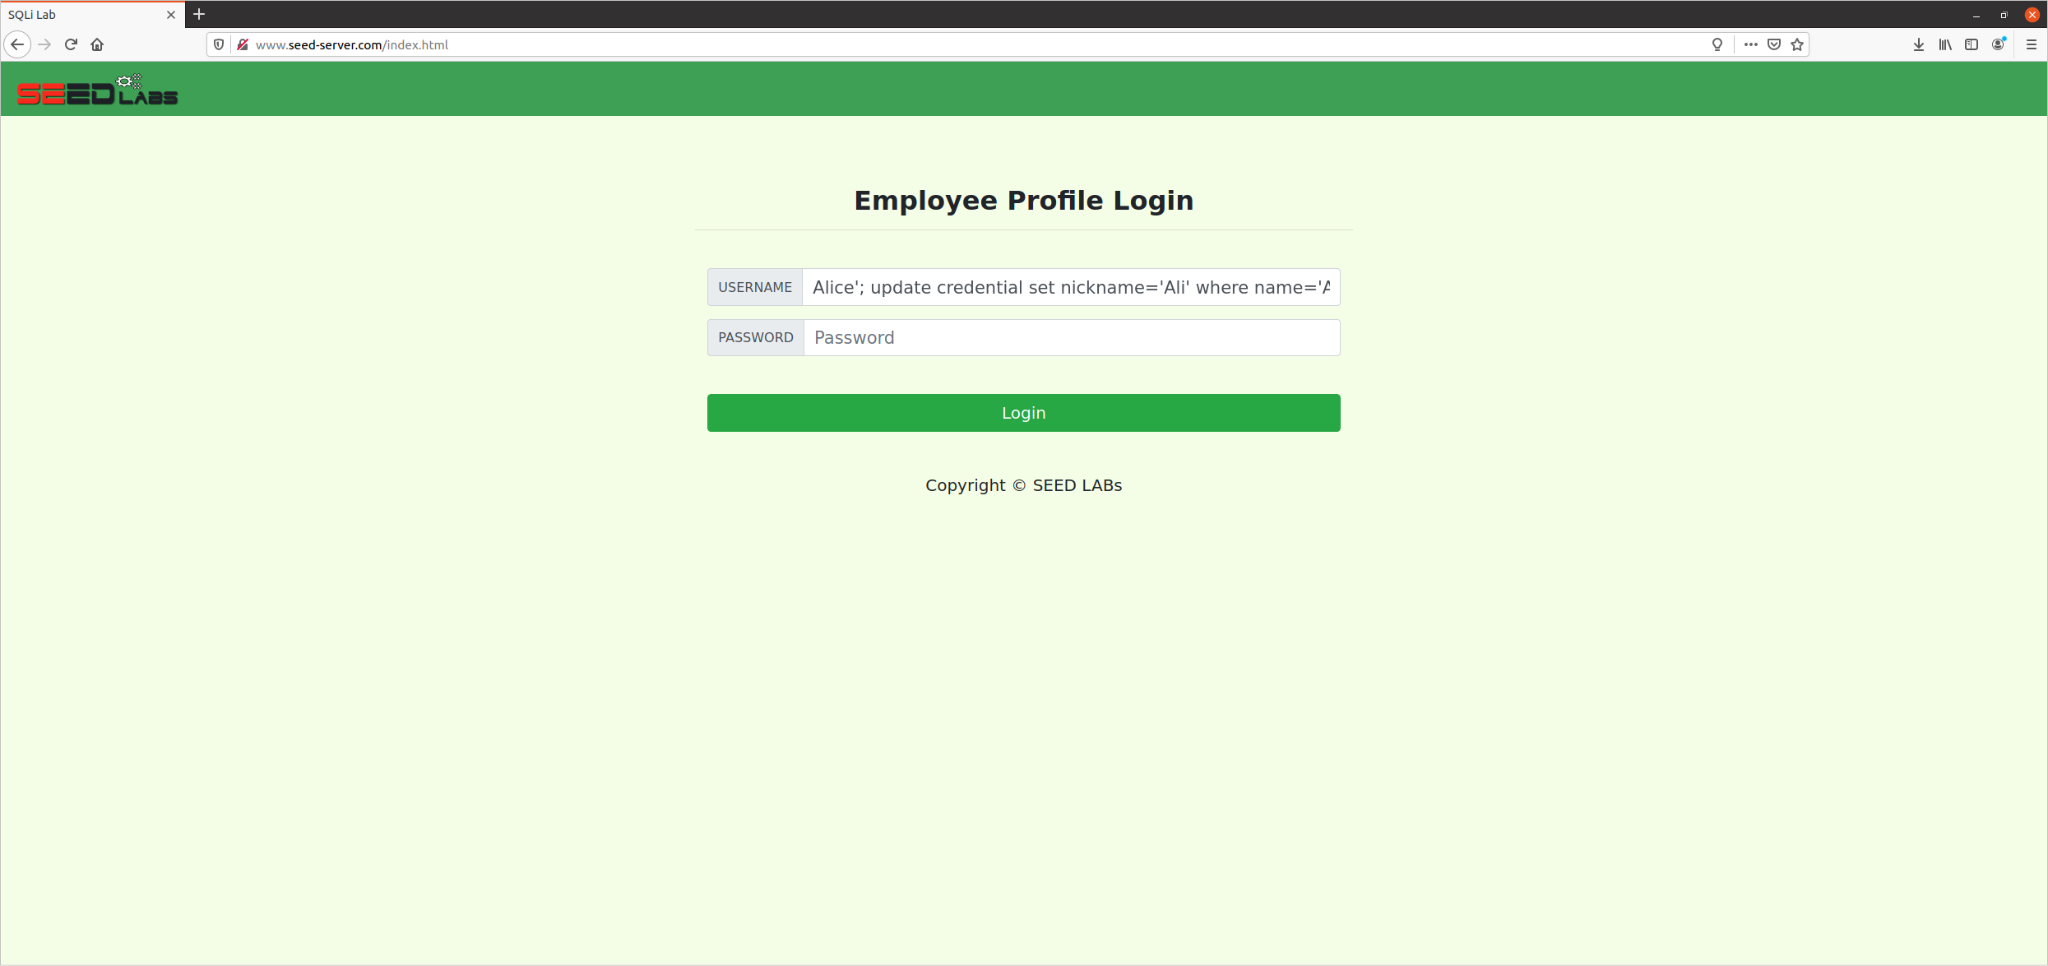 SQLi Lab
www.seed-server.com/index.html
SEED LABS
Employee Profile Login
USERNAME Alice'; update credential set nickname='Ali' where name='A
PASSWORD Password
Login
Copyright © SEED LABs